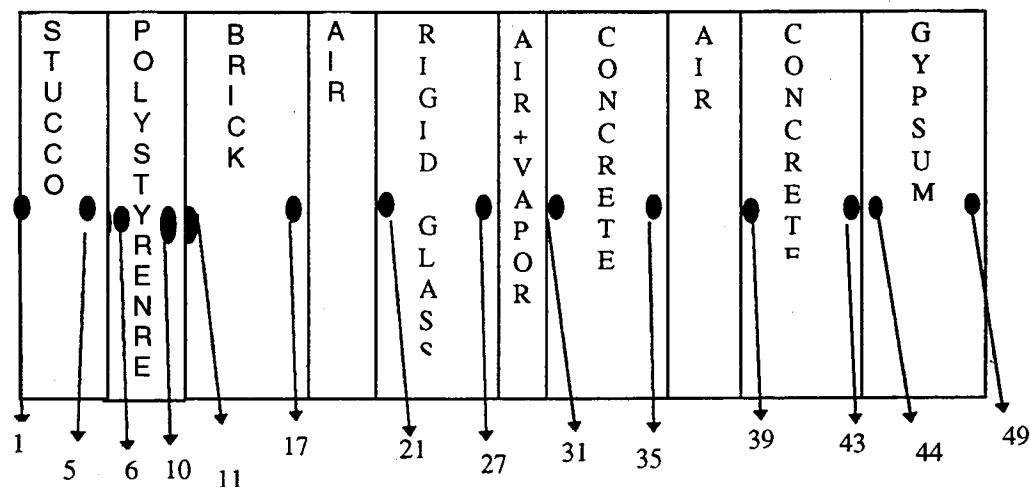 STUCCO
POLYSTYRENRE
BRICK
AIR
RIGID GLASS
AIR+VAPOR
CONCRETE
AIR
CONCRETE
GYPSUM
1
5
6
10
11
17
21
27
31
35
39
43
44
49